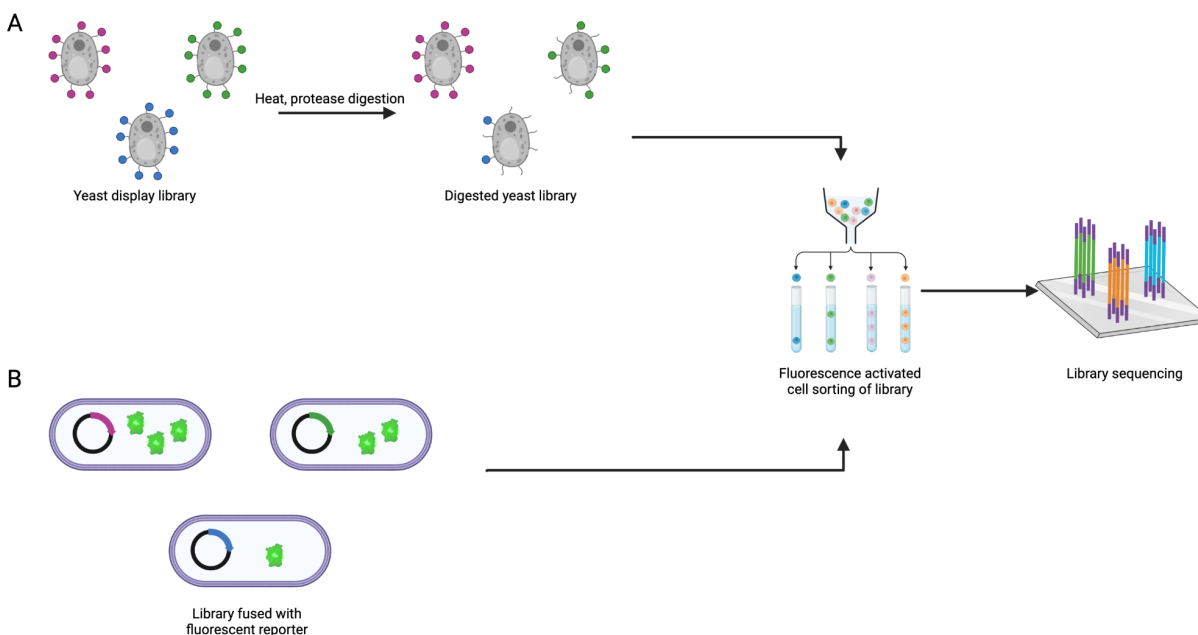 A
Heat, protease digestion
Yeast display library
Digested yeast library
Fluorescence activated
cell sorting of library
Library sequencing
B
Library fused with
fluorescent reporter